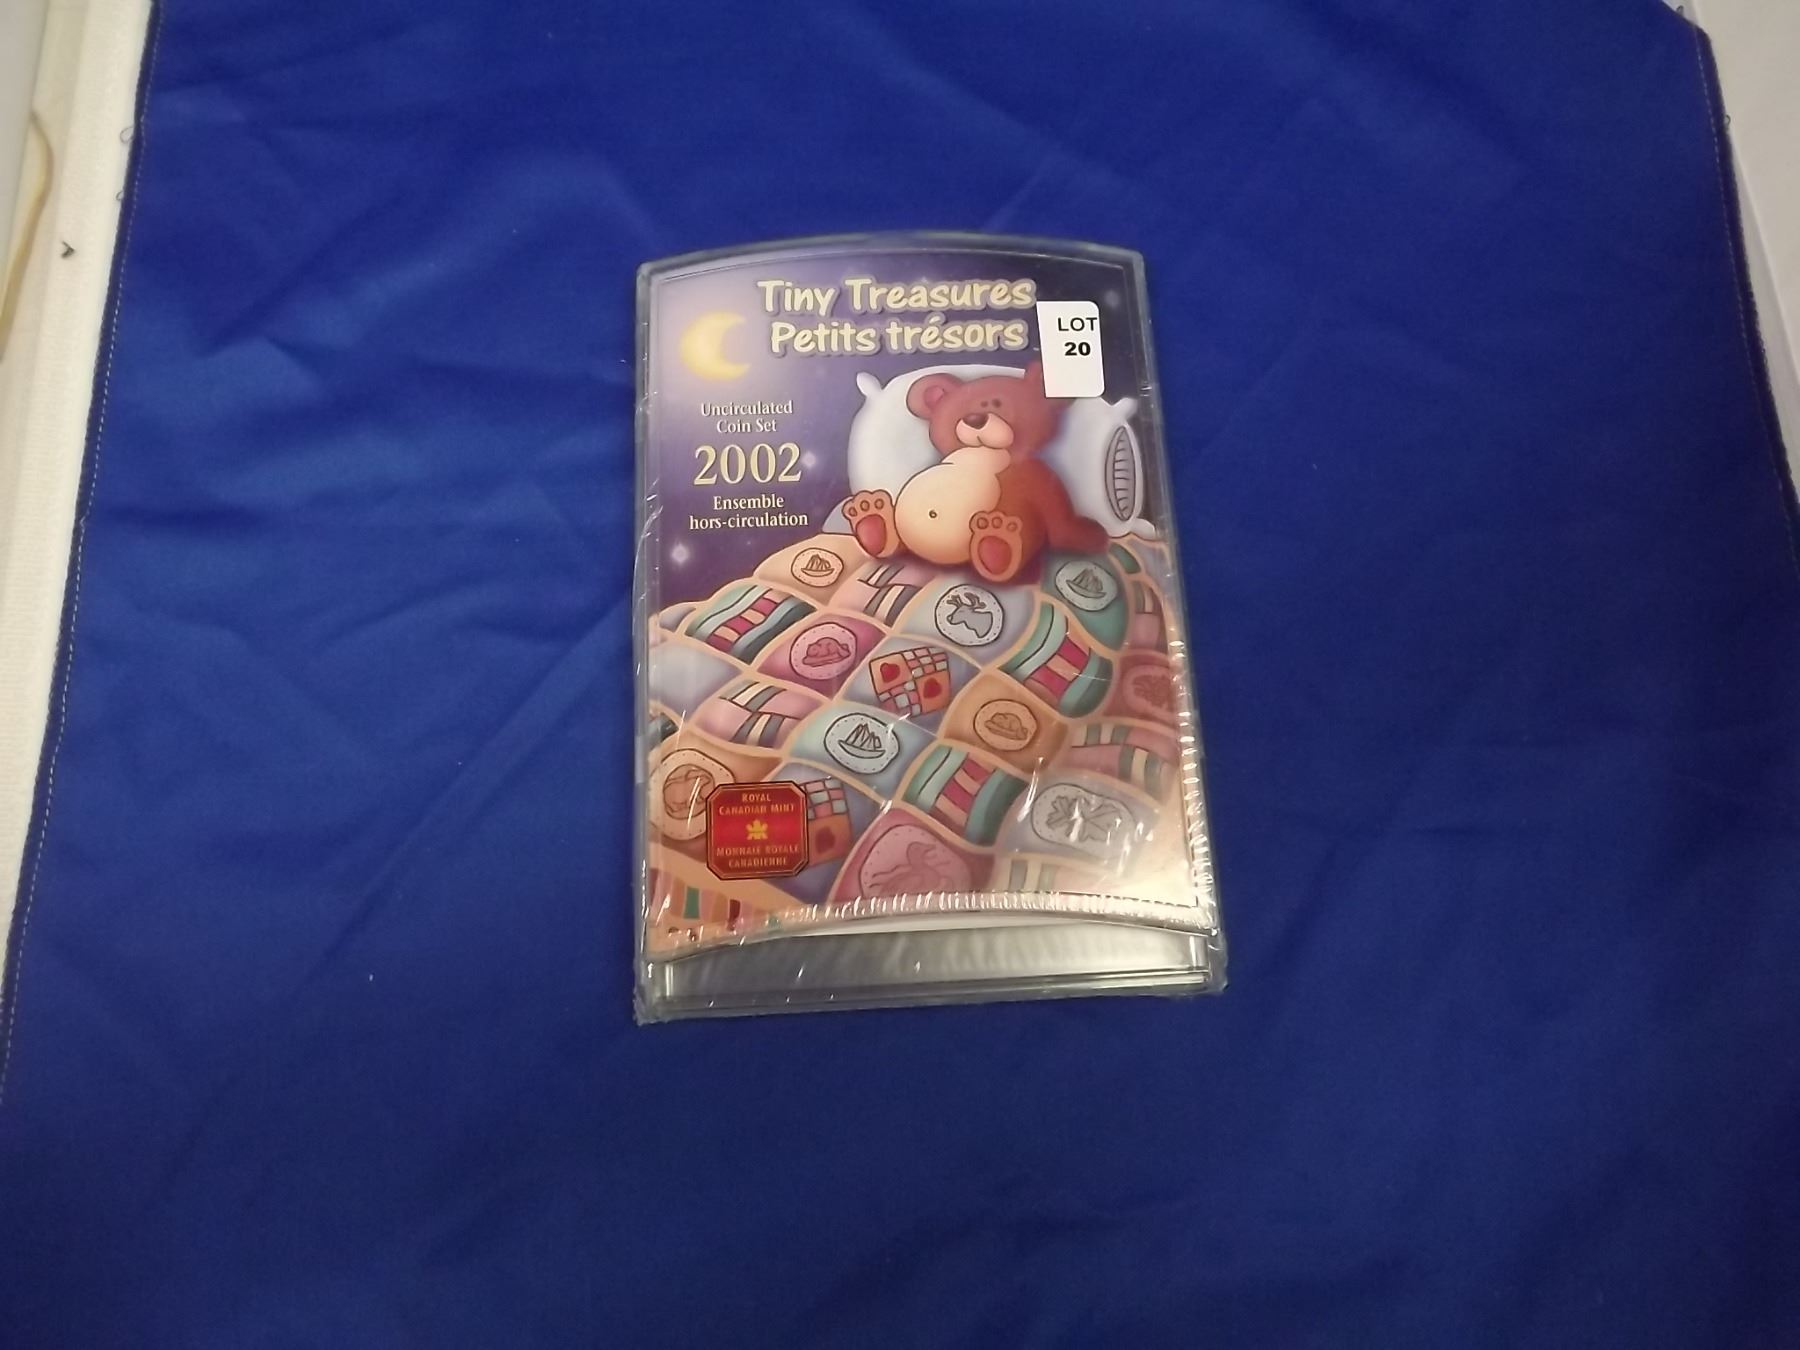 Tiny Treasures
Petits trésors
LOT
20
Uncirculated
Coin Set
2002
Ensemble
hors-circulation
ROYAL
CANADIAN MINT
MONNAIE ROYALE
CANADIENNE